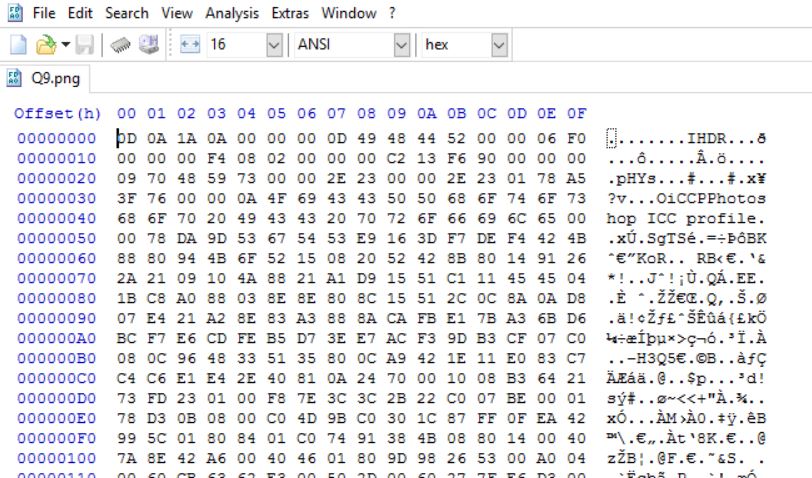 File Edit Search View Analysis Extras Window ?
16 ANSI hex
Q9.png
Offset(h) 00 01 02 03 04 05 06 07 08 09 0A 0B 0C 0D 0E 0F
00000000 0D 0A 1A 0A 00 00 00 0D 49 48 44 52 00 00 06 F0 ........IHDR...ð
00000010 00 00 00 F4 08 02 00 00 00 C2 13 F6 90 00 00 00 ...ô.....Â.ö....
00000020 09 70 48 59 73 00 00 2E 23 00 00 2E 23 01 78 A5 .pHYs...#...#.x¥
00000030 3F 76 00 00 0A 4F 69 43 43 50 50 68 6F 74 6F 73 ?v...OiCCPPhotos
00000040 68 6F 70 20 49 43 43 20 70 72 6F 66 69 6C 65 00 hop ICC profile.
00000050 00 78 DA 9D 53 67 54 53 E9 16 3D F7 DE F4 42 4B .xÚ.SgTSé.=÷ÞôBK
00000060 88 80 94 4B 6F 52 15 08 20 52 42 8B 80 14 91 26 ˆ€”KoR.. RB‹€.‘&
00000070 2A 21 09 10 4A 88 21 A1 D9 15 51 C1 11 45 45 04 *!..Jˆ!¡Ù.QÁ.EE.
00000080 1B C8 A0 88 03 8E 8E 80 8C 15 51 2C 0C 8A 0A D8 .È ˆ.ŽŽ€Œ.Q,.Š.Ø
00000090 07 E4 21 A2 8E 83 A3 88 8A CA FB E1 7B A3 6B D6 .ä!¢Žƒ£ˆŠÊûá{£kÖ
000000A0 BC F7 E6 CD FE B5 D7 3E E7 AC F3 9D B3 CF 07 C0 ¼÷æÍþµ×>ç¬ó.³Ï.À
000000B0 08 0C 96 48 33 51 35 80 0C A9 42 1E 11 E0 83 C7 ..–H3Q5€.©B..àƒÇ
000000C0 C4 C6 E1 E4 2E 40 81 0A 24 70 00 10 08 B3 64 21 ÄÆáä.@..$p...³d!
000000D0 73 FD 23 01 00 F8 7E 3C 3C 2B 22 C0 07 BE 00 01 sý#..ø~<<+"À.¾..
000000E0 78 D3 0B 08 00 C0 4D 9B C0 30 1C 87 FF 0F EA 42 xÓ...ÀM›À0.‡ÿ.êB
000000F0 99 5C 01 80 84 01 C0 74 91 38 4B 08 80 14 00 40 ™\.€„.Àt‘8K.€..@
00000100 7A 8E 42 A6 00 40 46 01 80 9D 98 26 53 00 A0 04 zŽB¦.@F.€.˜&S. .